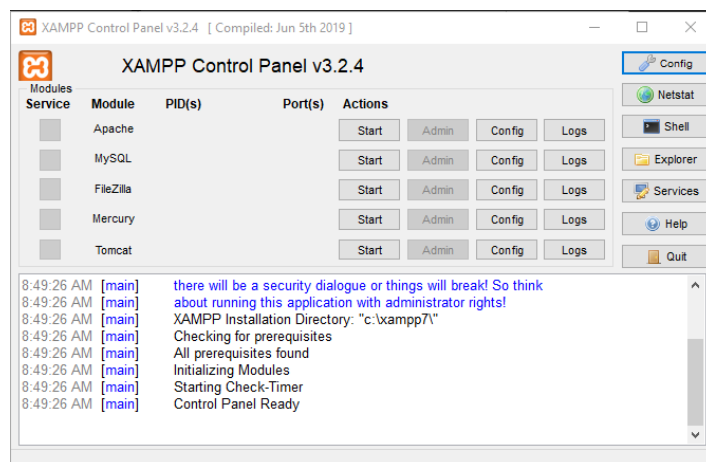 XAMPP Control Panel v3.2.4 [ Compiled: Jun 5th 2019 ]
XAMPP Control Panel v3.2.4
Config
Modules
Service Module PID(s) Port(s) Actions
Netstat
Apache Start Admin Config Logs
Shell
MySQL Start Admin Config Logs
Explorer
FileZilla Start Admin Config Logs
Services
Mercury Start Admin Config Logs
Help
Tomcat Start Admin Config Logs
Quit
8:49:26 AM [main] there will be a security dialogue or things will break! So think
8:49:26 AM [main] about running this application with administrator rights!
8:49:26 AM [main] XAMPP Installation Directory: "c:\xampp7\"
8:49:26 AM [main] Checking for prerequisites
8:49:26 AM [main] All prerequisites found
8:49:26 AM [main] Initializing Modules
8:49:26 AM [main] Starting Check-Timer
8:49:26 AM [main] Control Panel Ready